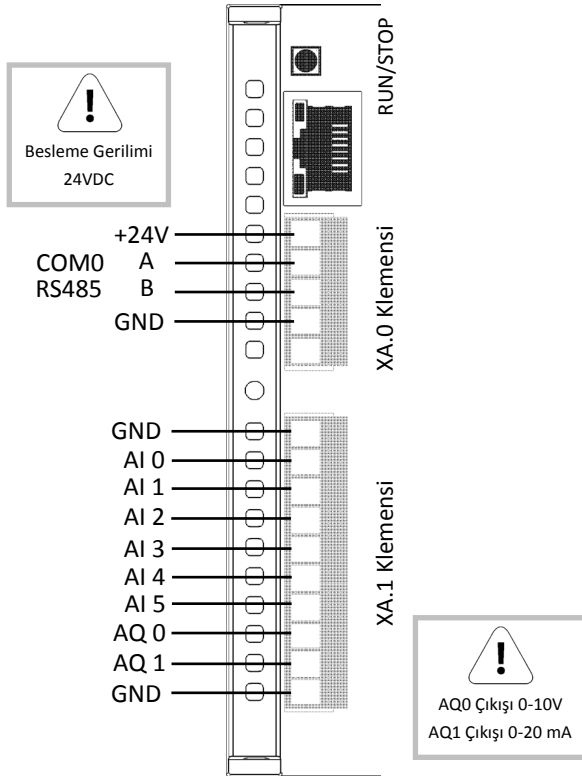 RUN/STOP
!
Besleme Gerilimi
24VDC
+24V
COM0 A
RS485 B
GND
XA.0 Klemensi
GND
AI 0
AI 1
AI 2
AI 3
AI 4
AI 5
AQ 0
AQ 1
GND
XA.1 Klemensi
!
AQ0 Çıkışı 0-10V
AQ1 Çıkışı 0-20 mA